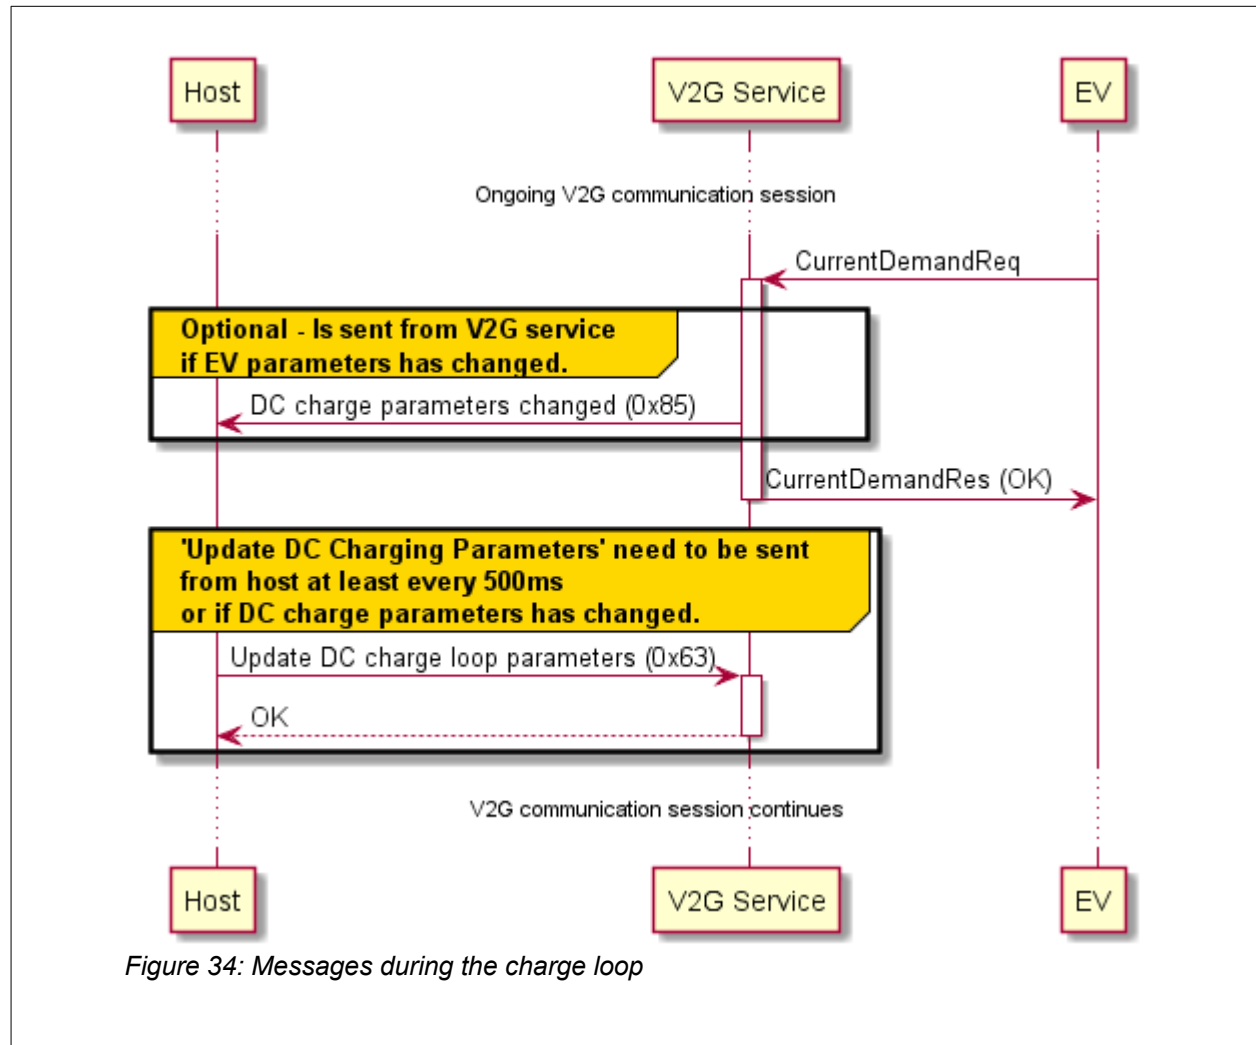 Host
V2G Service
EV
Ongoing V2G communication session
CurrentDemandReq
Optional - Is sent from V2G service
if EV parameters has changed.
DC charge parameters changed (0x85)
CurrentDemandRes (OK)
'Update DC Charging Parameters' need to be sent
from host at least every 500ms
or if DC charge parameters has changed.
Update DC charge loop parameters (0x63)
OK
V2G communication session continues
Host
V2G Service
EV
Figure 34: Messages during the charge loop